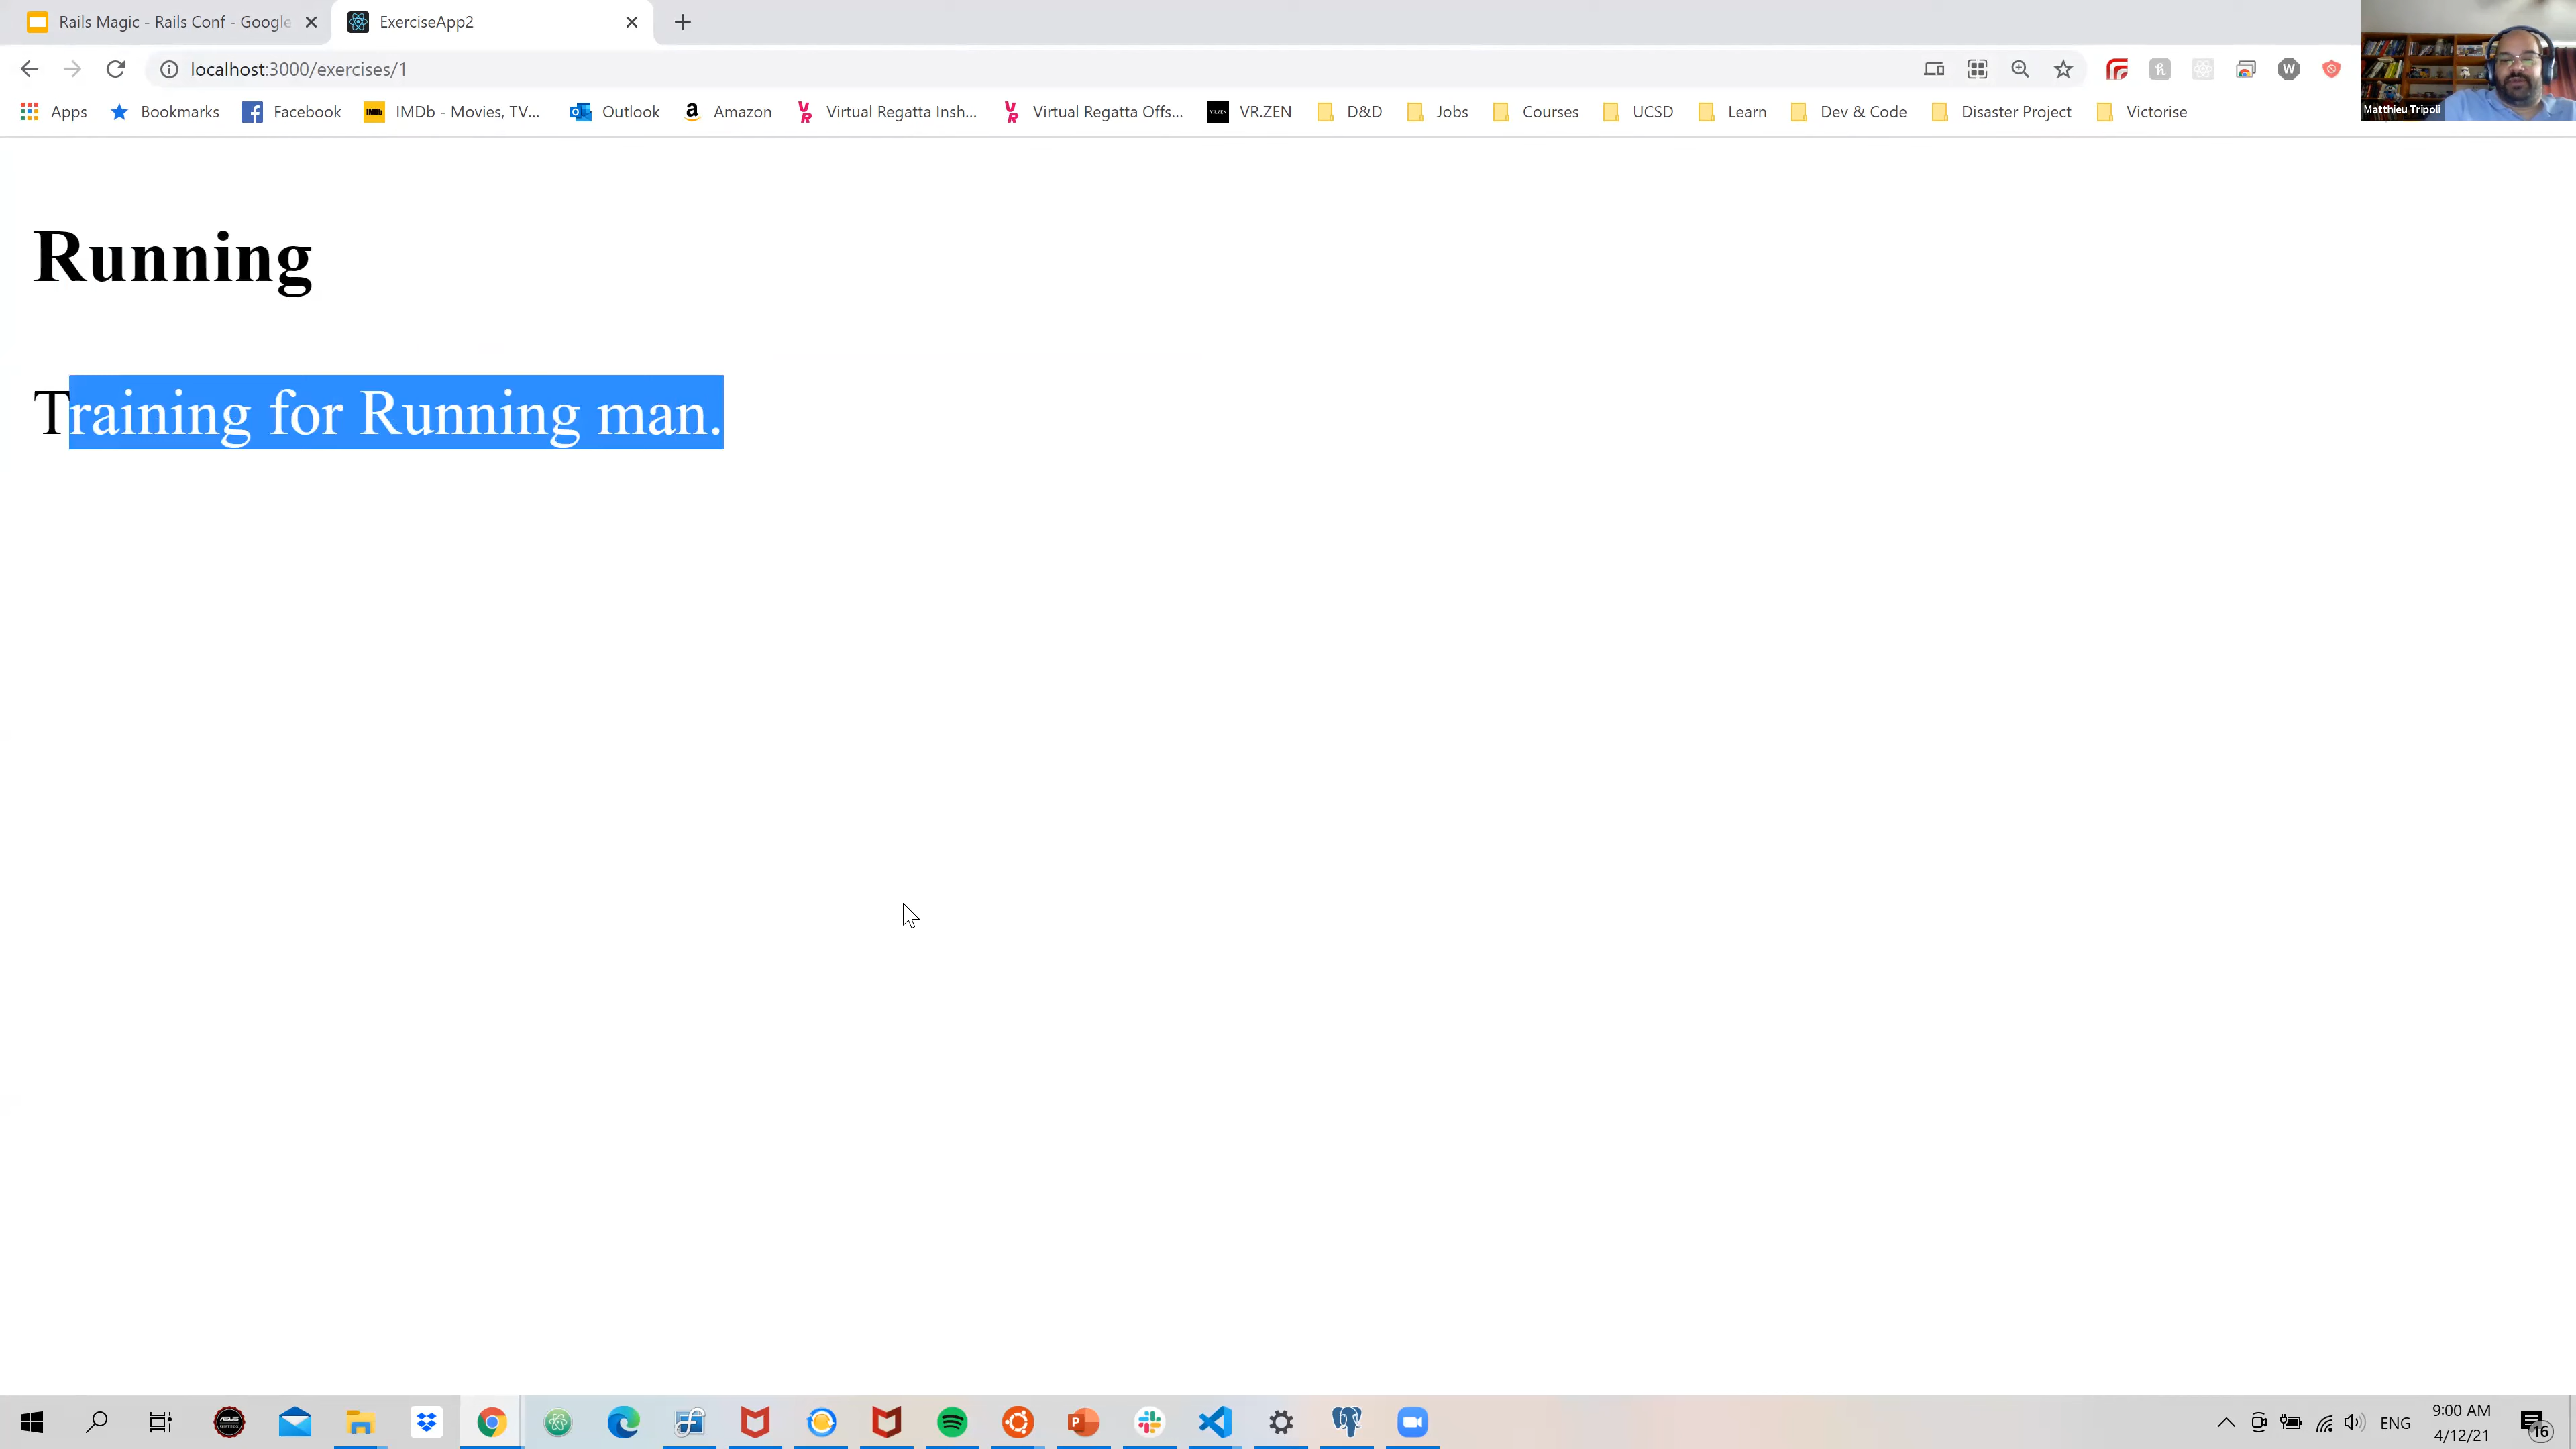 Rails Magic - Rails Conf - Google
ExerciseApp2
localhost:3000/exercises/1
Matthieu Tripoli
Apps Bookmarks Facebook IMDb - Movies, TV... Outlook Amazon Virtual Regatta Insh... Virtual Regatta Offs... VR.ZEN D&D Jobs Courses UCSD Learn Dev & Code Disaster Project Victorise
Running
Training for Running man.
ENG
9:00 AM
4/12/21
16